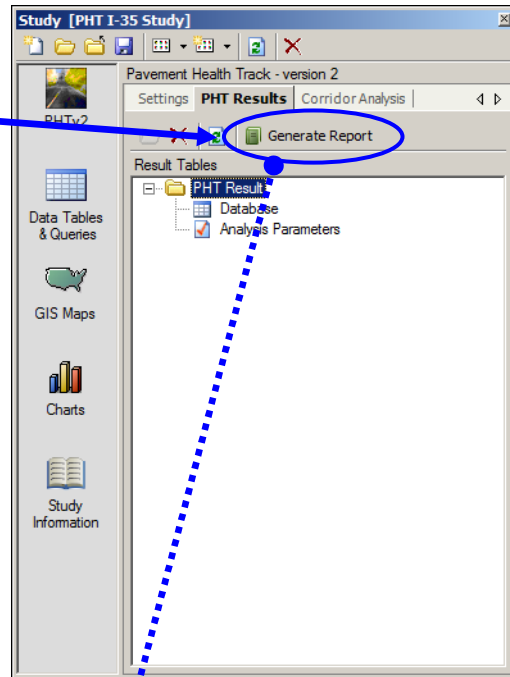 Study [PHT I-35 Study]
Pavement Health Track - version 2
Settings PHT Results Corridor Analysis
PHTv2
Generate Report
Result Tables
PHT Result
Database
Analysis Parameters
Data Tables
& Queries
GIS Maps
Charts
Study
Information